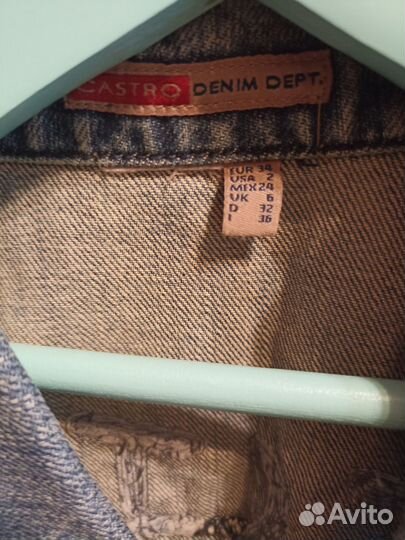 CASTRO DENIM DEPT.
EUR 34
USA 2
MEX 24
UK 6
D 32
I 36
Avito